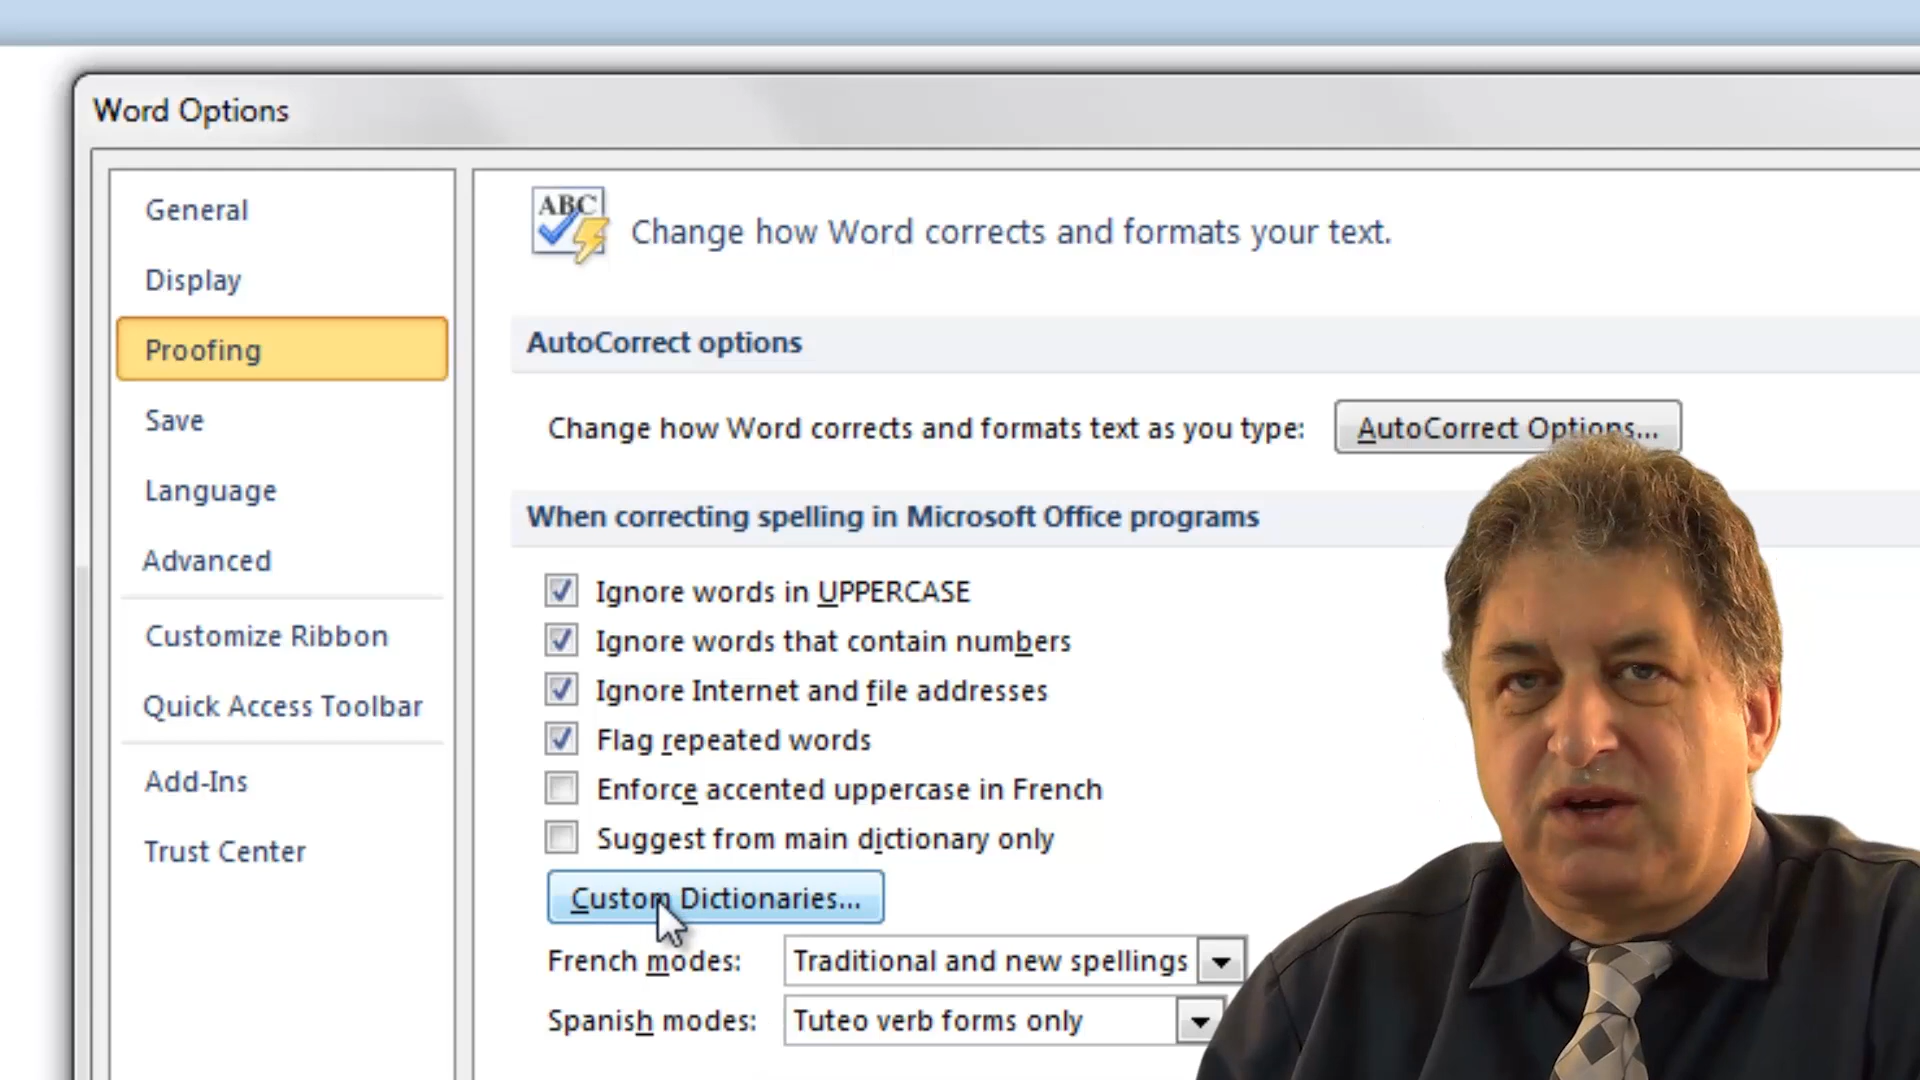 Word Options
General
Display
Proofing
Save
Language
Advanced
Customize Ribbon
Quick Access Toolbar
Add-Ins
Trust Center
ABC
Change how Word corrects and formats your text.
AutoCorrect options
Change how Word corrects and formats text as you type:
AutoCorrect Options...
When correcting spelling in Microsoft Office programs
Ignore words in UPPERCASE
Ignore words that contain numbers
Ignore Internet and file addresses
Flag repeated words
Enforce accented uppercase in French
Suggest from main dictionary only
Custom Dictionaries...
French modes: Traditional and new spellings
Spanish modes: Tuteo verb forms only